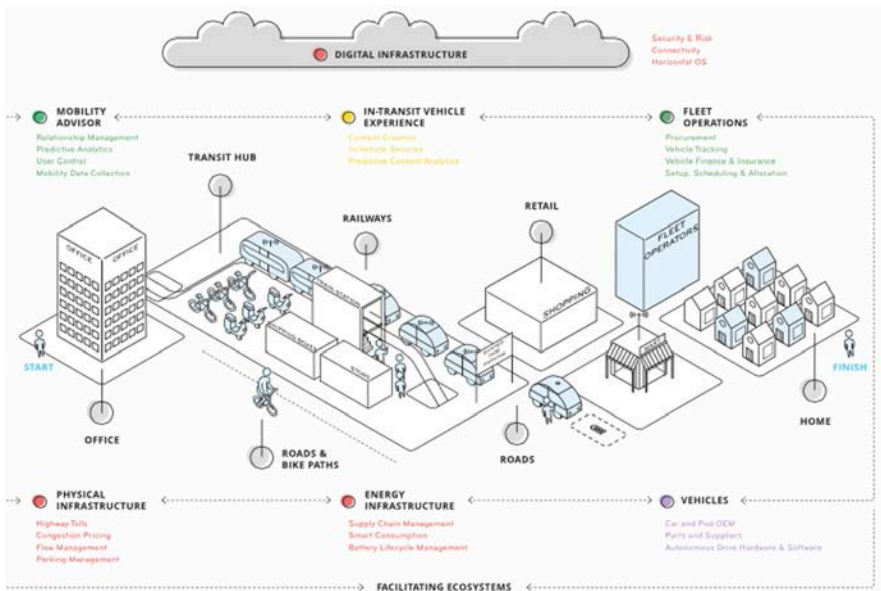 DIGITAL INFRASTRUCTURE
Security & Risk
Connectivity
Horizontal OS
MOBILITY
ADVISOR
Relationship Management
Predictive Analytics
User Control
Mobility Data Collection
IN-TRANSIT VEHICLE
EXPERIENCE
Content Creation
In-Vehicle Services
Predictive Content Analytics
FLEET
OPERATIONS
Procurement
Vehicle Tracking
Vehicle Finance & Insurance
Setup, Scheduling & Allocation
TRANSIT HUB
RAILWAYS
RETAIL
OFFICE OFFICE
TRAIN STATION
STORE
SHOPPING
FLEET
OPERATORS
START
FINISH
OFFICE
ROADS &
BIKE PATHS
ROADS
HOME
PHYSICAL
INFRASTRUCTURE
Highway Tolls
Congestion Pricing
Flow Management
Parking Management
ENERGY
INFRASTRUCTURE
Supply Chain Management
Smart Consumption
Battery Lifecycle Management
VEHICLES
Car and Pod OEM
Parts and Suppliers
Autonomous Drive Hardware & Software
FACILITATING ECOSYSTEMS